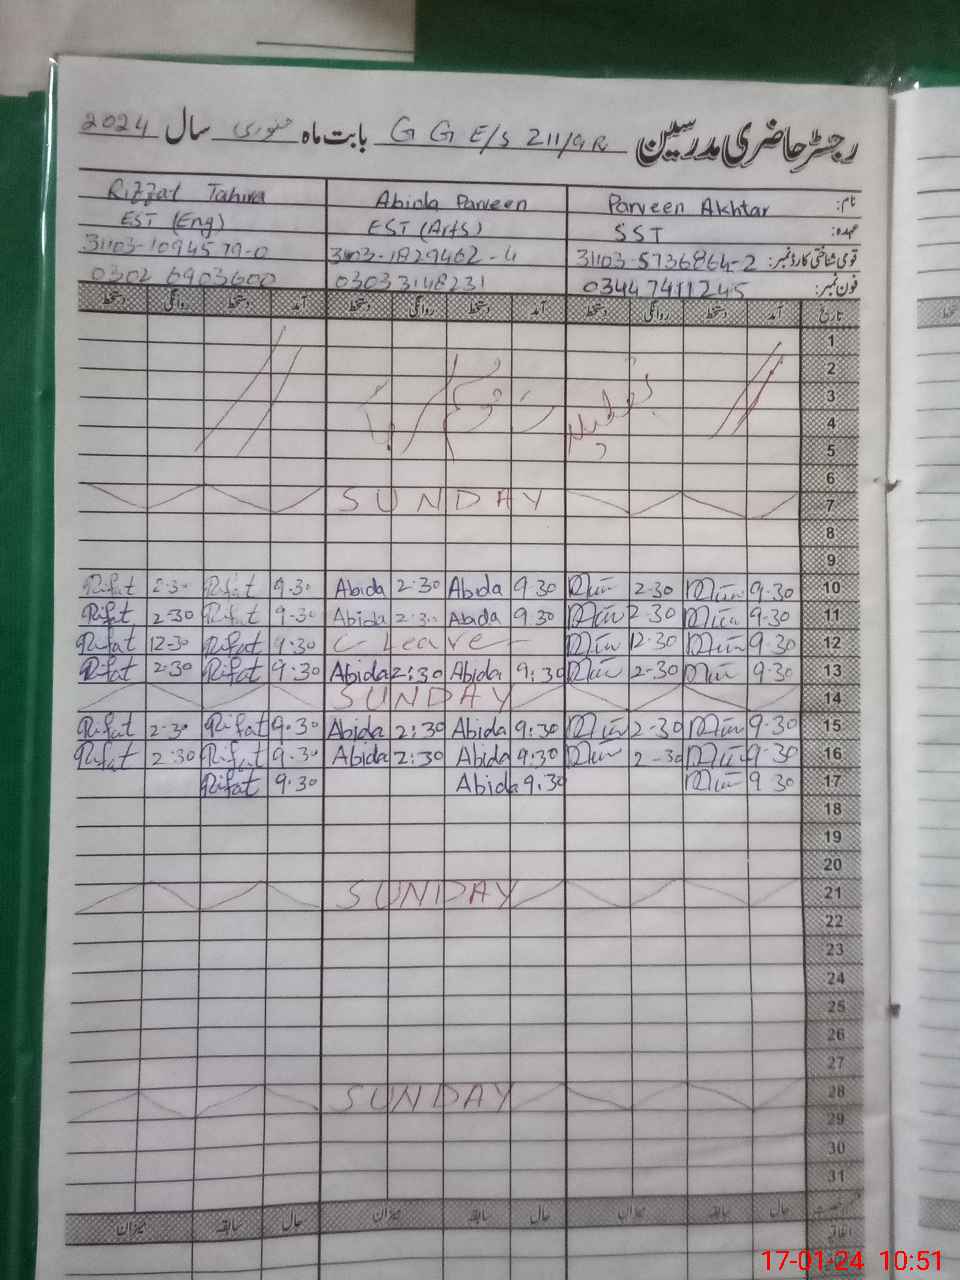 رجسٹر حاضری مدرسین G G E/S 211/9R بابت ماہ جنوری سال 2024
نام: Parveen Akhtar Abida Parveen Rizzat Tahira
عہدہ: SST EST (Arts) EST (Eng)
قومی شناختی کارڈ نمبر: 31103-5736864-2 31103-1829462-4 31103-1094579-0
فون نمبر: 03447411245 03033148231 0302 6903600
تاریخ آمد دستخط روانگی دستخط آمد دستخط روانگی دستخط آمد دستخط روانگی دستخط
1
2
3
4
5
6
7 SUNDAY
8
9
10 9.30 2.30 9.30 Abida 2.30 Abida 9.30 Rifat 2.30 Rifat
11 9.30 2.30 9.30 Abida 2.30 Abida 9.30 Rifat 2.30 Rifat
12 9.30 12.30 C Leave 9.30 Rifat 12.30 Rifat
13 9.30 2.30 9.30 Abida 2:30 Abida 9.30 Rifat 2.30 Rifat
14 SUNDAY
15 9.30 2.30 9.30 Abida 2:30 Abida 9.30 Rifat 2.30 Rifat
16 9.30 2.30 9.30 Abida 2:30 Abida 9.30 Rifat 2:30 Rifat
17 9.30 9.30 Abida 9.30 Rifat
18
19
20
21 SUNDAY
22
23
24
25
26
27
28 SUNDAY
29
30
31
حال سابقہ میزان حال سابقہ میزان حال سابقہ میزان
اتفاقیہ
17-01-24 10:51